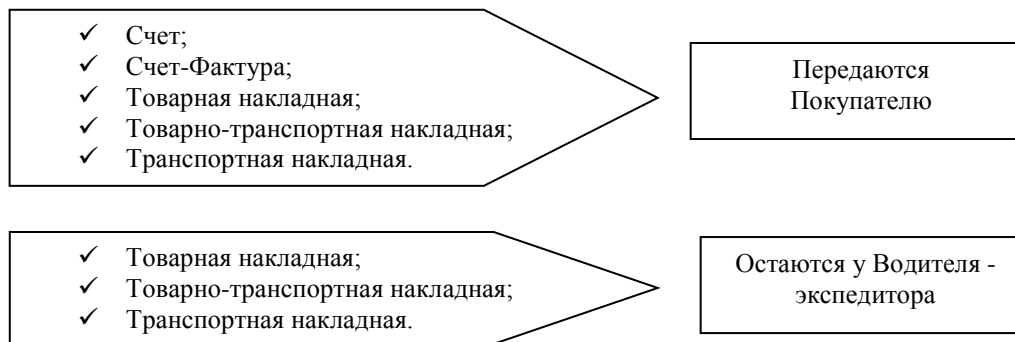 ✓ Счет;
✓ Счет-Фактура;
✓ Товарная накладная;
✓ Товарно-транспортная накладная;
✓ Транспортная накладная.
Передаются
Покупателю
✓ Товарная накладная;
✓ Товарно-транспортная накладная;
✓ Транспортная накладная.
Остаются у Водителя -
экспедитора